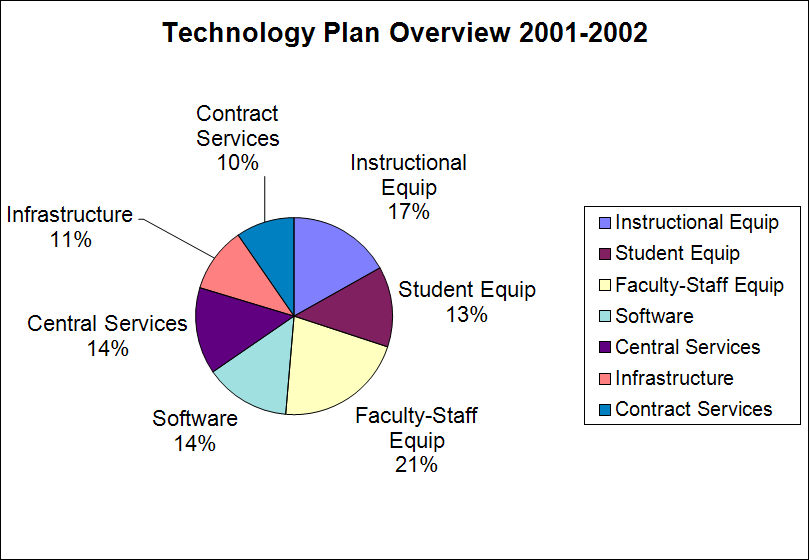 Technology Plan Overview 2001-2002
Contract
Services
10%
Instructional
Equip
17%
Infrastructure
11%
Student Equip
13%
Central Services
14%
Software
14%
Faculty-Staff
Equip
21%
Instructional Equip
Student Equip
Faculty-Staff Equip
Software
Central Services
Infrastructure
Contract Services